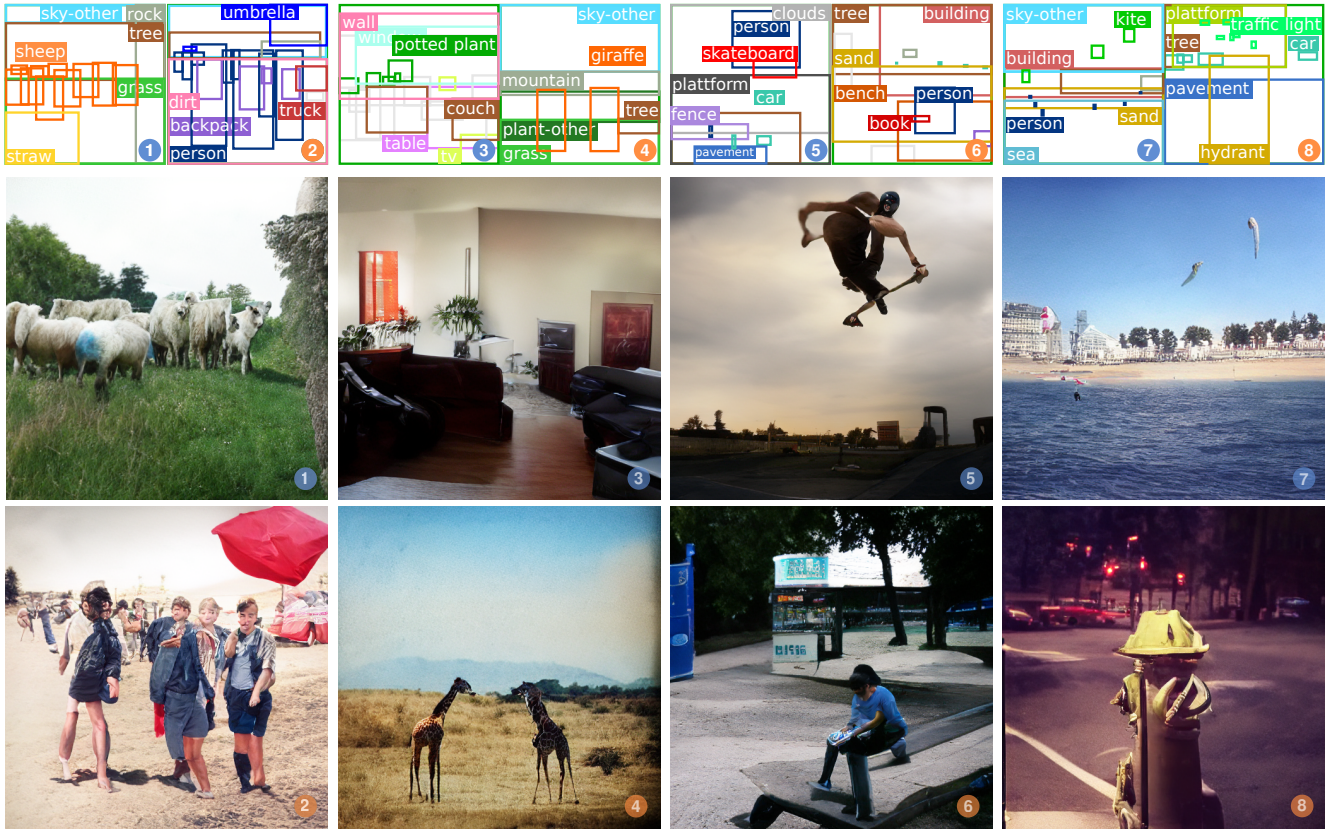 sky-other rock
tree
sheep
grass
straw
1
umbrella
dirt
truck
backpack
person
2
wall
window
potted plant
couch
table
tv
3
sky-other
giraffe
mountain
tree
plant-other
grass
4
clouds
person
skateboard
plattform
car
fence
pavement
5
tree building
sand
bench person
book
6
sky-other
kite
building
sand
person
sea
7
plattform
traffic light
tree car
pavement
hydrant
8
1
3
5
7
2
4
6
8